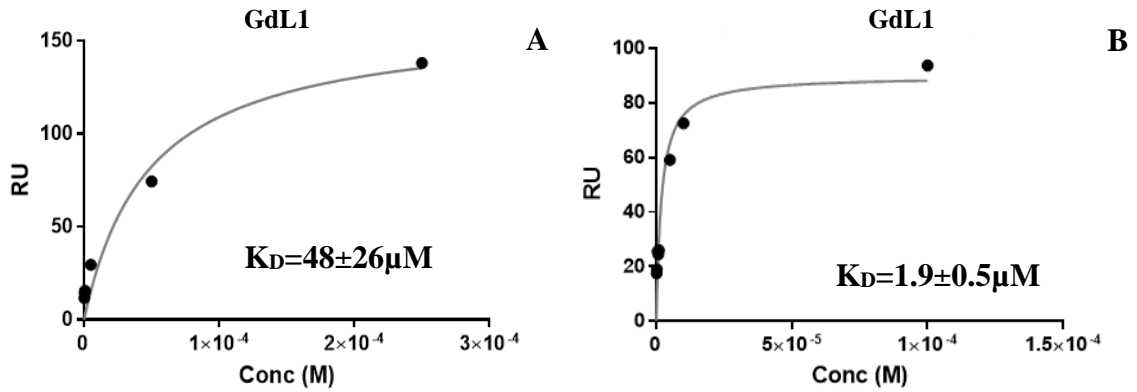 GdL1
A
150
100
50
0
RU
K_D=48±26µM
0
1×10⁻⁴
2×10⁻⁴
3×10⁻⁴
Conc (M)
GdL1
B
100
80
60
40
20
0
RU
K_D=1.9±0.5µM
0
5×10⁻⁵
1×10⁻⁴
1.5×10⁻⁴
Conc (M)